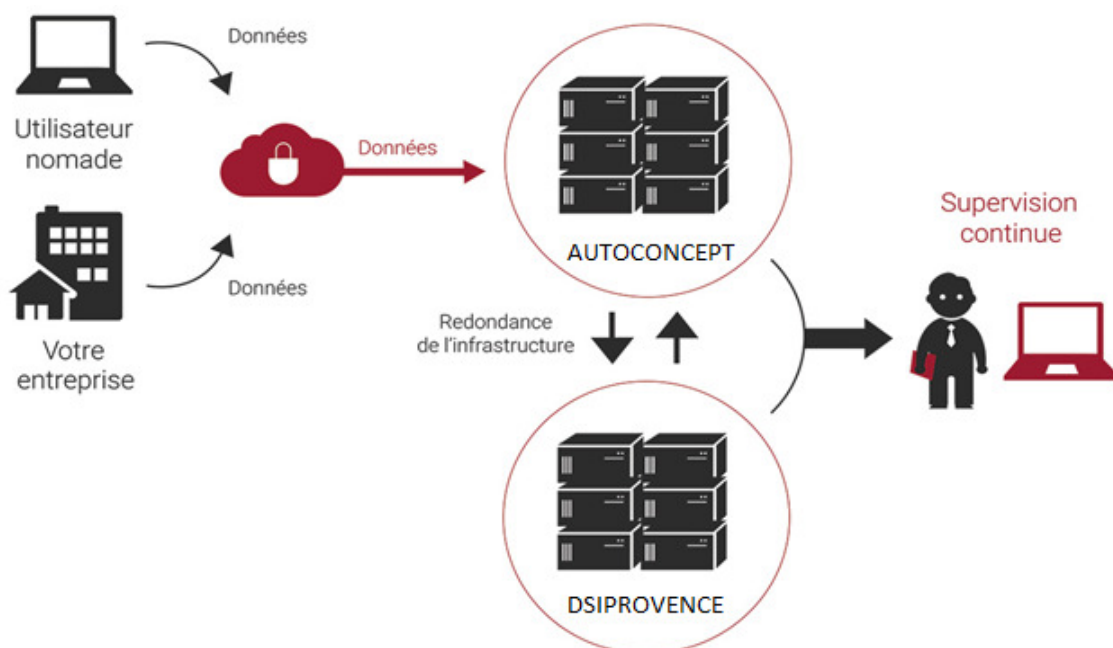 Données
Utilisateur
nomade
Données
Votre
entreprise
Données
AUTOCONCEPT
Redondance
de l'infrastructure
DSIPROVENCE
Supervision
continue